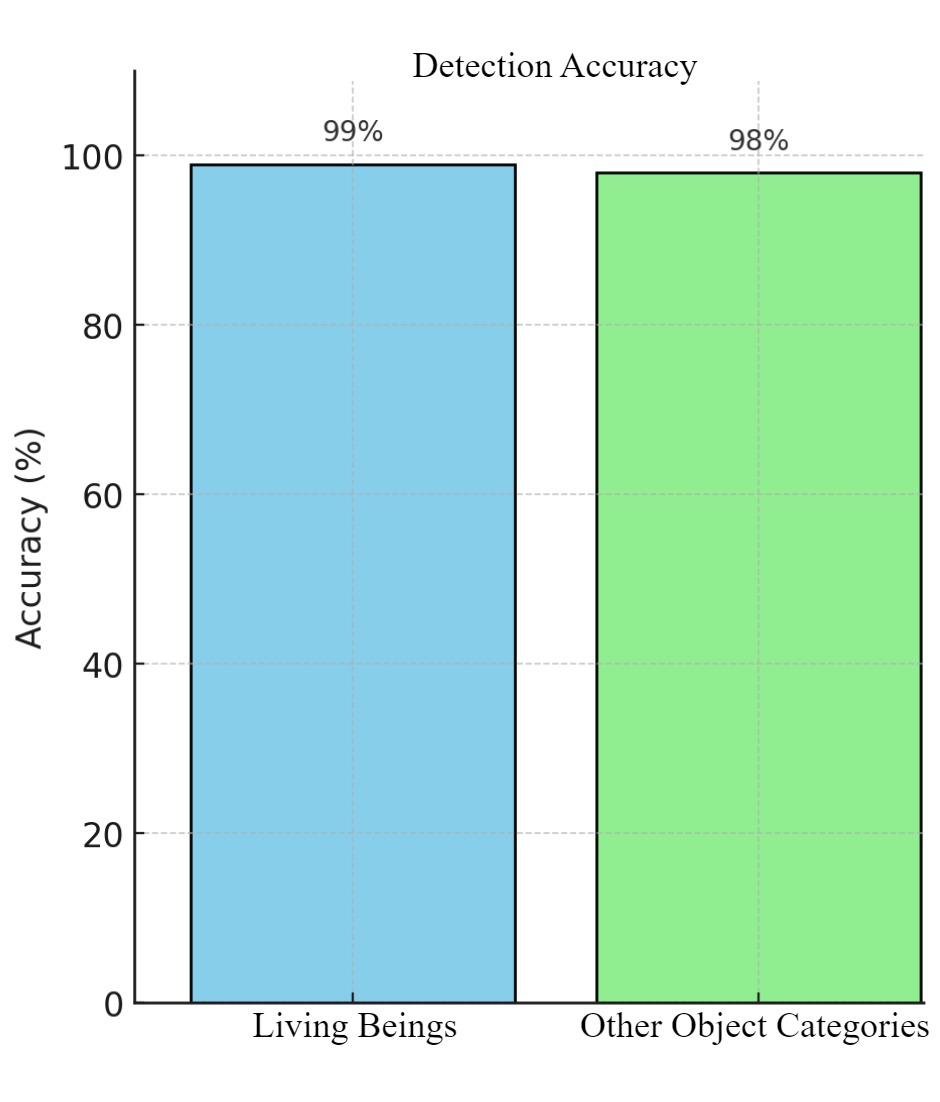 Detection Accuracy
99%
98%
100
80
60
40
20
0
Accuracy (%)
Living Beings
Other Object Categories